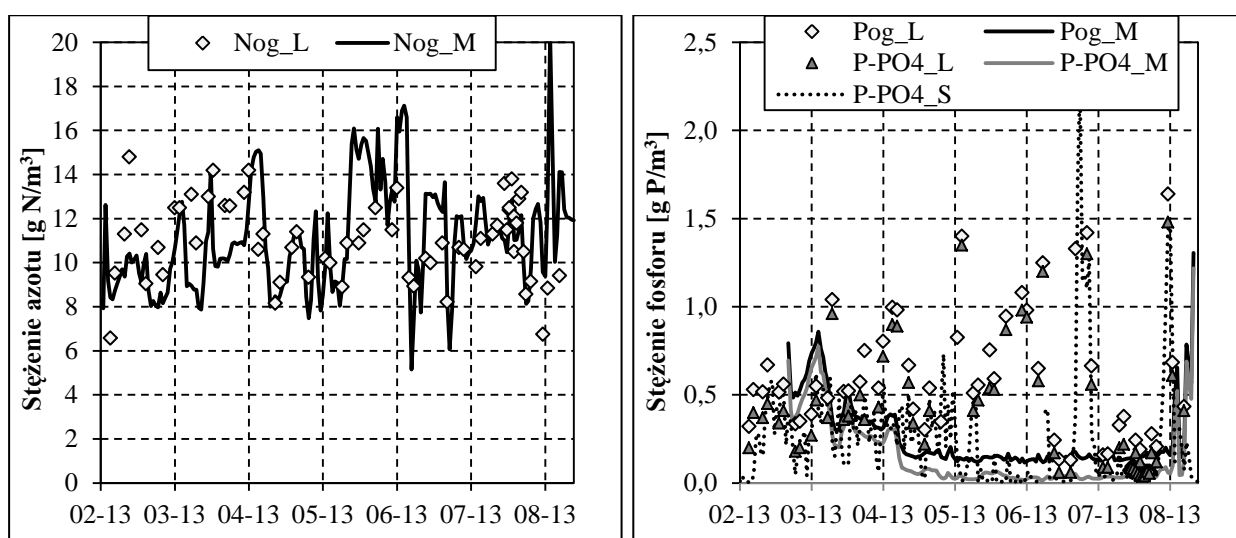 Nog_L Nog_M
Stężenie azotu [g N/m³]
20
18
16
14
12
10
8
6
4
2
0
02-13 03-13 04-13 05-13 06-13 07-13 08-13
Pog_L Pog_M
P-PO4_L P-PO4_M
P-PO4_S
Stężenie fosforu [g P/m³]
2,5
2,0
1,5
1,0
0,5
0,0
02-13 03-13 04-13 05-13 06-13 07-13 08-13